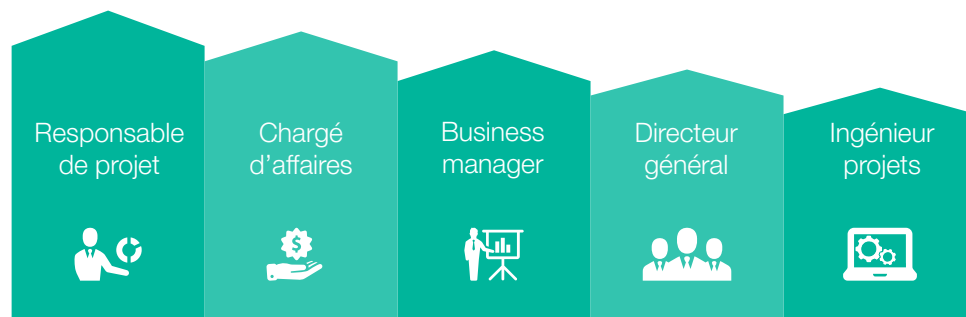 Responsable
de projet
Chargé
d’affaires
Business
manager
Directeur
général
Ingénieur
projets
$